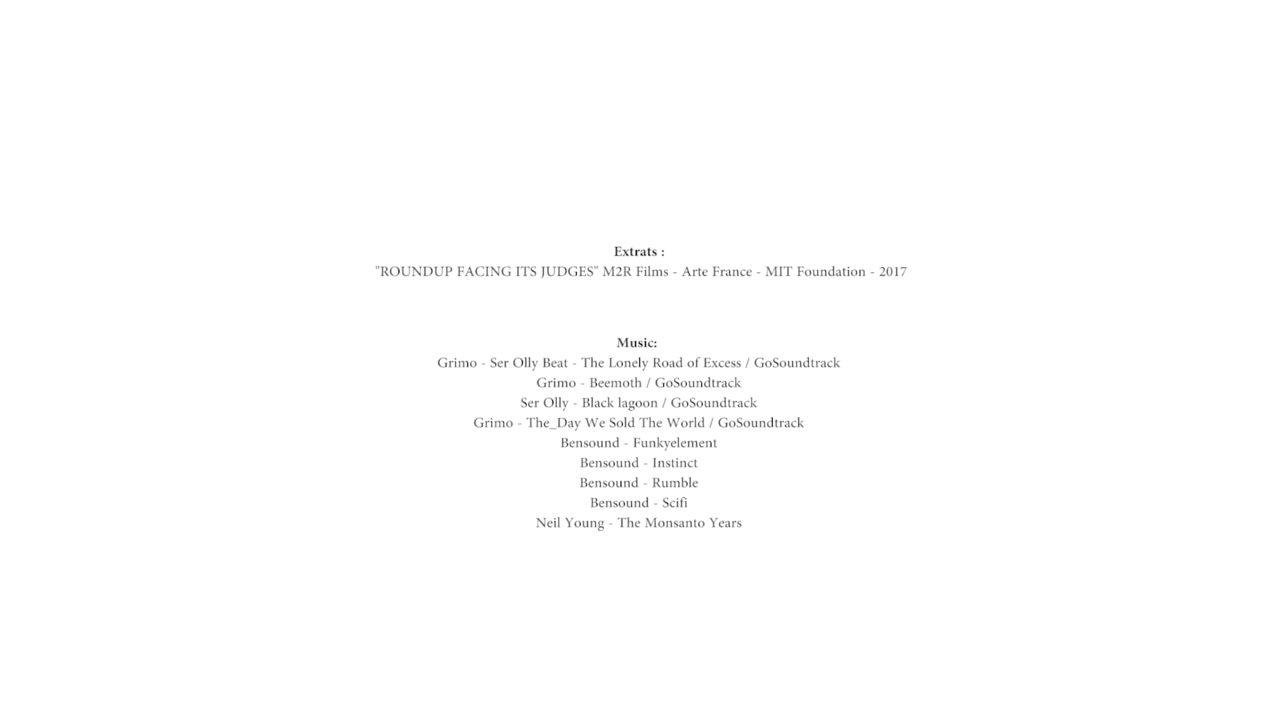 Extrats :
"ROUNDUP FACING ITS JUDGES" M2R Films - Arte France - MIT Foundation - 2017
Music:
Grimo - Ser Olly Beat - The Lonely Road of Excess / GoSoundtrack
Grimo - Beemoth / GoSoundtrack
Ser Olly - Black lagoon / GoSoundtrack
Grimo - The_Day We Sold The World / GoSoundtrack
Bensound - Funkyelement
Bensound - Instinct
Bensound - Rumble
Bensound - Scifi
Neil Young - The Monsanto Years